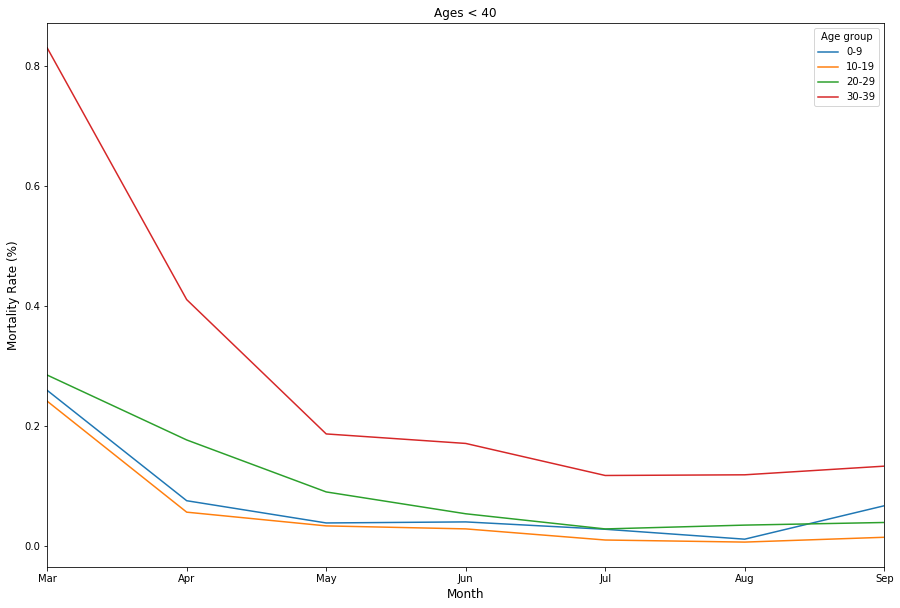 Ages < 40
Age group
0-9
10-19
20-29
30-39
Mortality Rate (%)
0.8
0.6
0.4
0.2
0.0
Mar Apr May Jun Jul Aug Sep
Month